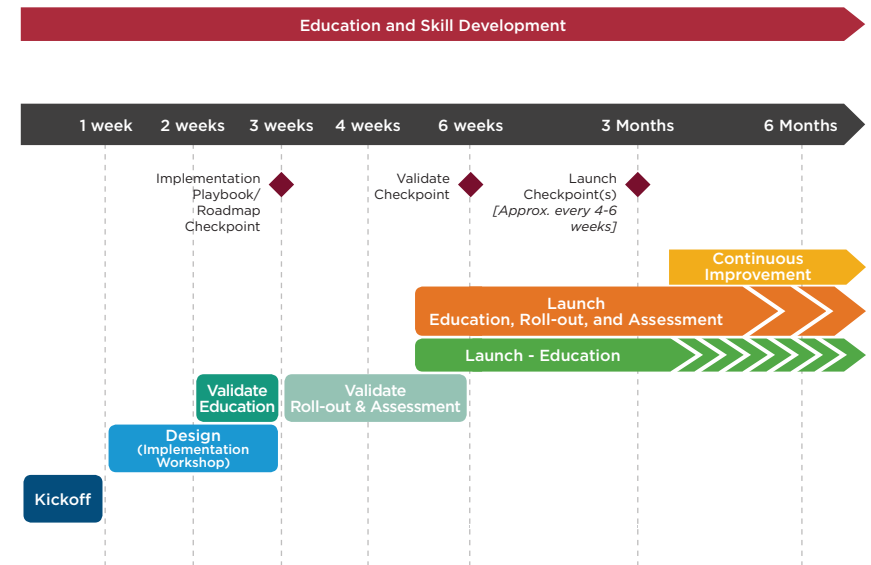 Education and Skill Development
1 week
2 weeks
3 weeks
4 weeks
6 weeks
3 Months
6 Months
Implementation
Playbook/
Roadmap
Checkpoint
Validate
Checkpoint
Launch
Checkpoint(s)
[Approx. every 4-6
weeks]
Continuous
Improvement
Launch
Education, Roll-out, and Assessment
Launch - Education
Validate
Education
Validate
Roll-out & Assessment
Design
(Implementation
Workshop)
Kickoff